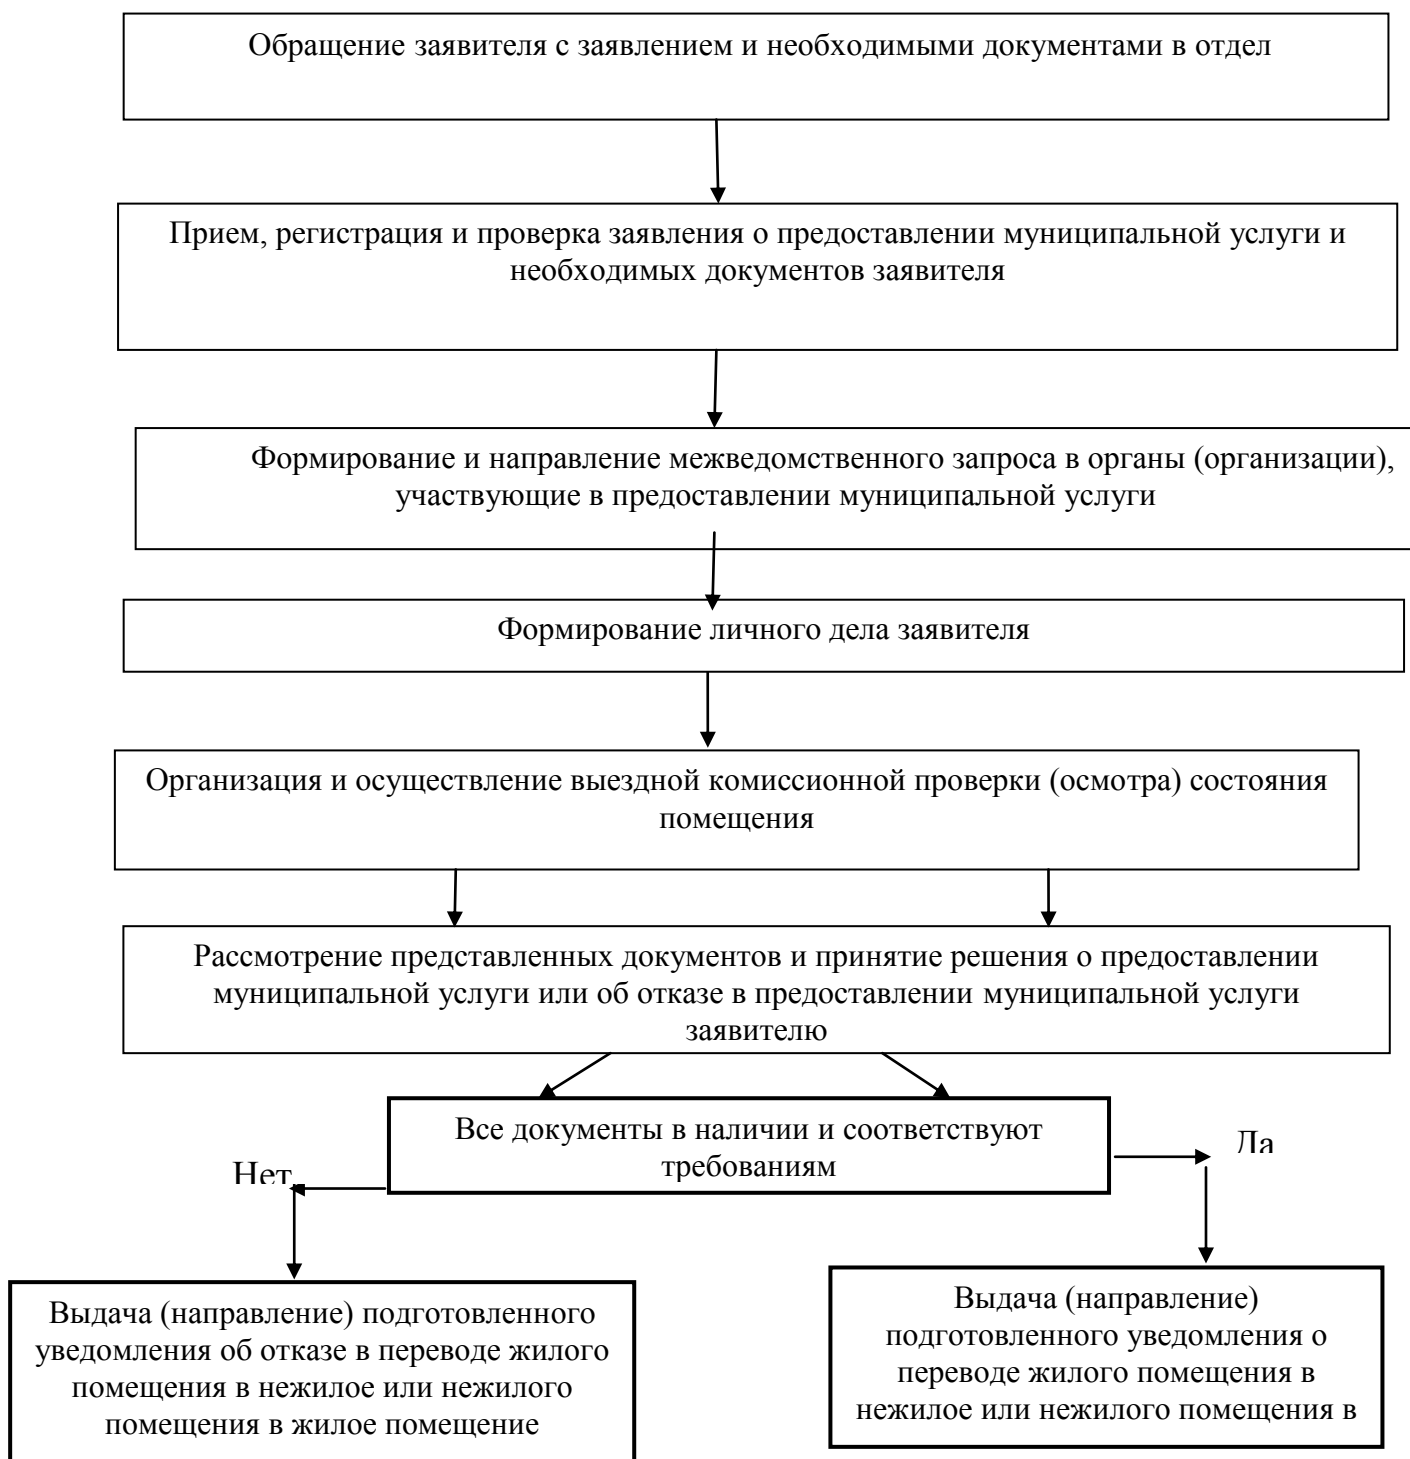 Обращение заявителя с заявлением и необходимыми документами в отдел
Прием, регистрация и проверка заявления о предоставлении муниципальной услуги и
необходимых документов заявителя
Формирование и направление межведомственного запроса в органы (организации),
участвующие в предоставлении муниципальной услуги
Формирование личного дела заявителя
Организация и осуществление выездной комиссионной проверки (осмотра) состояния
помещения
Рассмотрение представленных документов и принятие решения о предоставлении
муниципальной услуги или об отказе в предоставлении муниципальной услуги
заявителю
Все документы в наличии и соответствуют
требованиям
Да
Нет
Выдача (направление) подготовленного
уведомления об отказе в переводе жилого
помещения в нежилое или нежилого
помещения в жилое помещение
Выдача (направление)
подготовленного уведомления о
переводе жилого помещения в
нежилое или нежилого помещения в